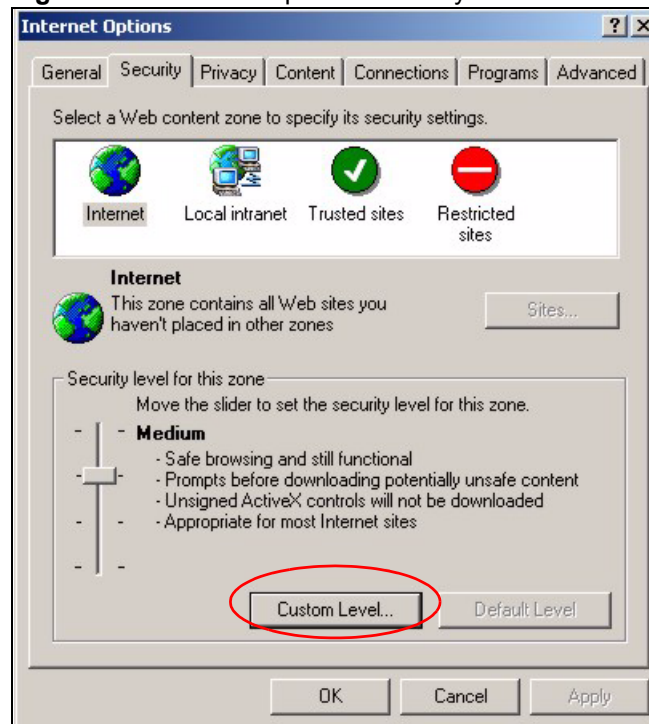 Internet Options
General Security Privacy Content Connections Programs Advanced
Select a Web content zone to specify its security settings.
Internet Local intranet Trusted sites Restricted sites
Internet
This zone contains all Web sites you
haven't placed in other zones
Sites...
Security level for this zone
Move the slider to set the security level for this zone.
Medium
- Safe browsing and still functional
- Prompts before downloading potentially unsafe content
- Unsigned ActiveX controls will not be downloaded
- Appropriate for most Internet sites
Custom Level... Default Level
OK Cancel Apply